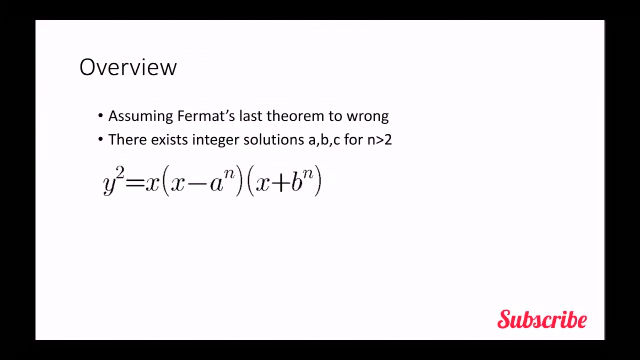 Overview
• Assuming Fermat's last theorem to wrong
• There exists integer solutions a,b,c for n>2
y²=x(x−aⁿ)(x+bⁿ)
Subscribe